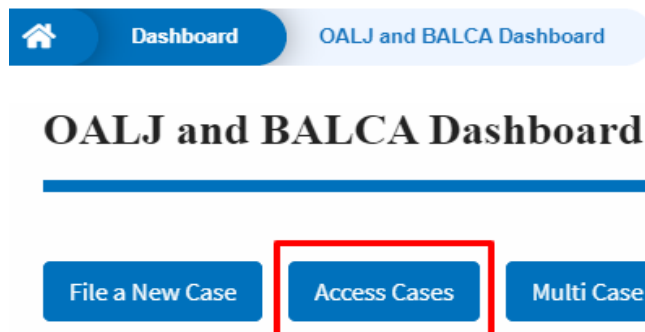 Dashboard OALJ and BALCA Dashboard
OALJ and BALCA Dashboard
File a New Case Access Cases Multi Case